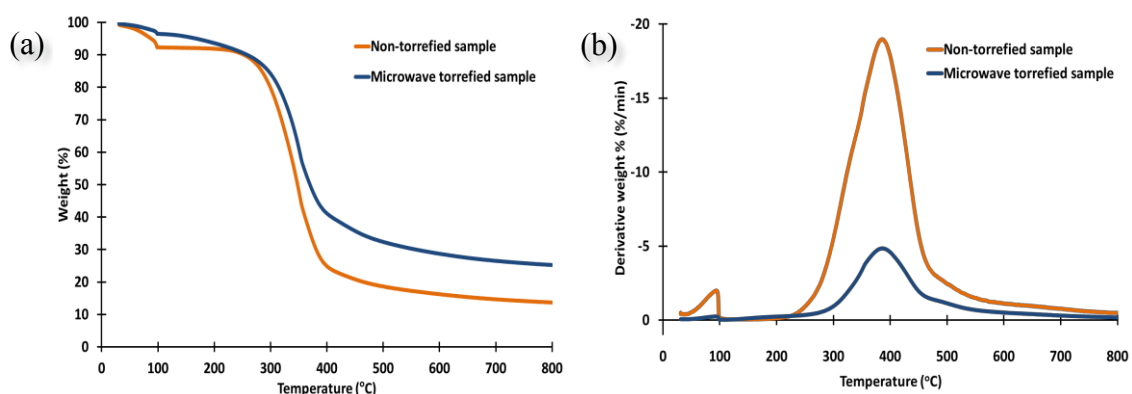 (a)
Weight (%)
100
90
80
70
60
50
40
30
20
10
0
Non-torrefied sample
Microwave torrefied sample
0 100 200 300 400 500 600 700 800
Temperature (°C)
(b)
Derivative weight % (%/min)
-20
-15
-10
-5
0
Non-torrefied sample
Microwave torrefied sample
0 100 200 300 400 500 600 700 800
Temperature (°C)